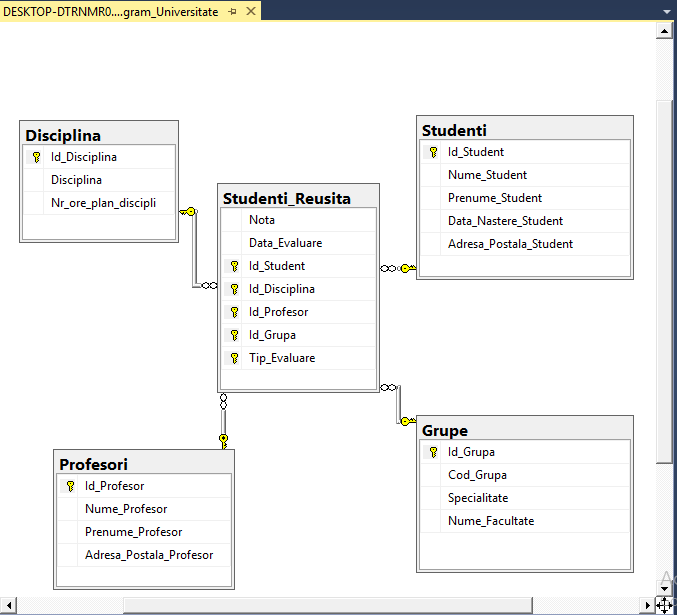 DESKTOP-DTRNMR0....gram_Universitate
Disciplina
Id_Disciplina
Disciplina
Nr_ore_plan_discipli
Studenti_Reusita
Nota
Data_Evaluare
Id_Student
Id_Disciplina
Id_Profesor
Id_Grupa
Tip_Evaluare
Studenti
Id_Student
Nume_Student
Prenume_Student
Data_Nastere_Student
Adresa_Postala_Student
Profesori
Id_Profesor
Nume_Profesor
Prenume_Profesor
Adresa_Postala_Profesor
Grupe
Id_Grupa
Cod_Grupa
Specialitate
Nume_Facultate